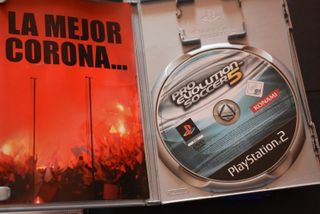 LA MEJOR
CORONA...
PRO
EVOLUTION
SOCCER 5
KONAMI
PlayStation.2